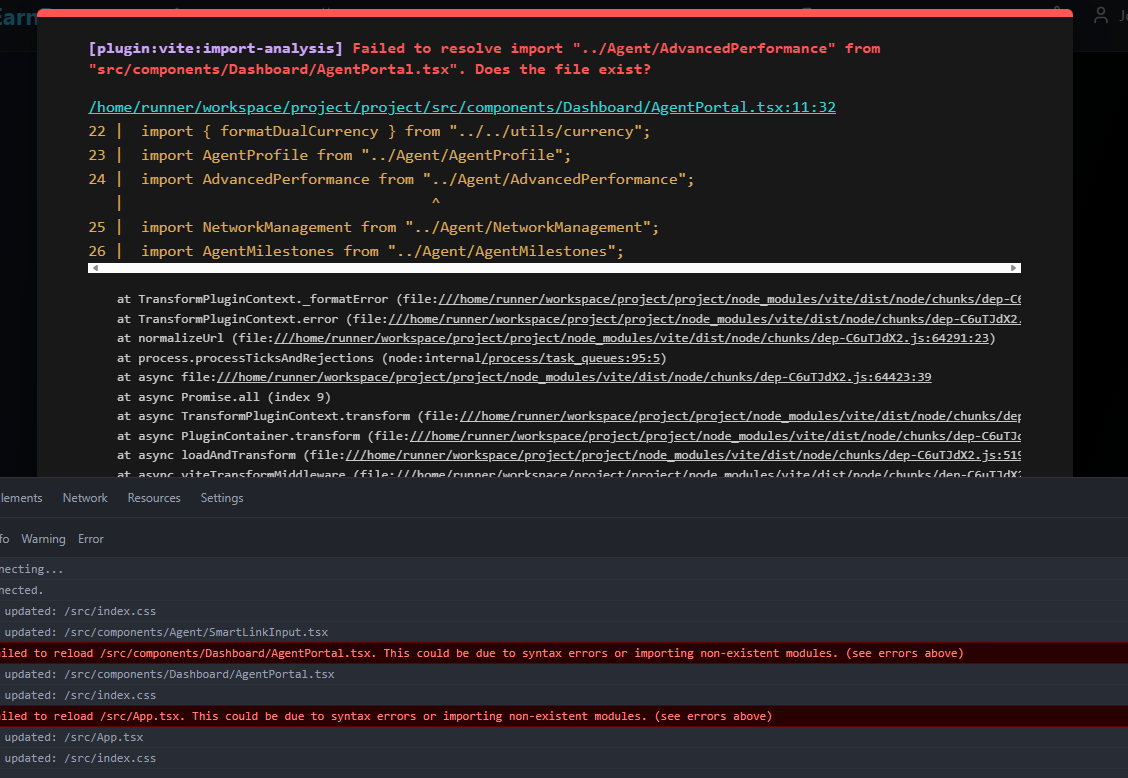 Earn
[plugin:vite:import-analysis] Failed to resolve import "../Agent/AdvancedPerformance" from
"src/components/Dashboard/AgentPortal.tsx". Does the file exist?
/home/runner/workspace/project/project/src/components/Dashboard/AgentPortal.tsx:11:32
22 |  import { formatDualCurrency } from "../../utils/currency";
23 |  import AgentProfile from "../Agent/AgentProfile";
24 |  import AdvancedPerformance from "../Agent/AdvancedPerformance";
   |                                   ^
25 |  import NetworkManagement from "../Agent/NetworkManagement";
26 |  import AgentMilestones from "../Agent/AgentMilestones";
at TransformPluginContext._formatError (file:///home/runner/workspace/project/project/node_modules/vite/dist/node/chunks/dep-C6
at TransformPluginContext.error (file:///home/runner/workspace/project/project/node_modules/vite/dist/node/chunks/dep-C6uTJdX2.
at normalizeUrl (file:///home/runner/workspace/project/project/node_modules/vite/dist/node/chunks/dep-C6uTJdX2.js:64291:23)
at process.processTicksAndRejections (node:internal/process/task_queues:95:5)
at async file:///home/runner/workspace/project/project/node_modules/vite/dist/node/chunks/dep-C6uTJdX2.js:64423:39
at async Promise.all (index 9)
at async TransformPluginContext.transform (file:///home/runner/workspace/project/project/node_modules/vite/dist/node/chunks/dep
at async PluginContainer.transform (file:///home/runner/workspace/project/project/node_modules/vite/dist/node/chunks/dep-C6uTJd
at async loadAndTransform (file:///home/runner/workspace/project/project/node_modules/vite/dist/node/chunks/dep-C6uTJdX2.js:519
at async viteTransformMiddleware (file:///home/runner/workspace/project/project/node_modules/vite/dist/node/chunks/dep-C6uTJdX2
lements Network Resources Settings
fo Warning Error
necting...
nected.
updated: /src/index.css
updated: /src/components/Agent/SmartLinkInput.tsx
iled to reload /src/components/Dashboard/AgentPortal.tsx. This could be due to syntax errors or importing non-existent modules. (see errors above)
updated: /src/components/Dashboard/AgentPortal.tsx
updated: /src/index.css
iled to reload /src/App.tsx. This could be due to syntax errors or importing non-existent modules. (see errors above)
updated: /src/App.tsx
updated: /src/index.css